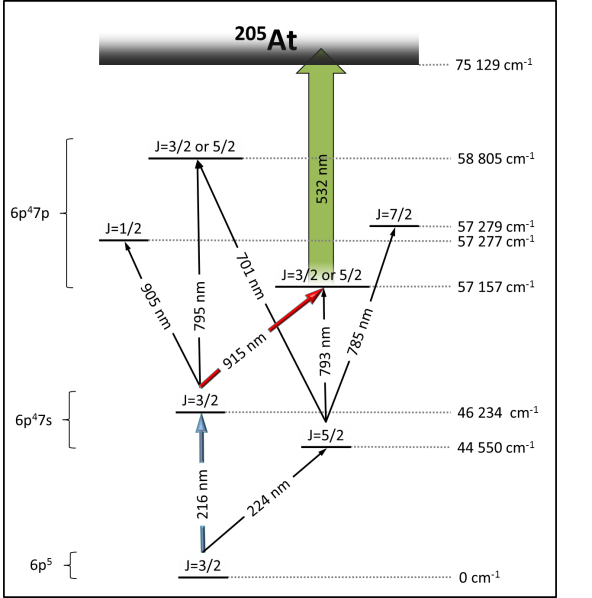 ²⁰⁵At
75 129 cm⁻¹
J=3/2 or 5/2
58 805 cm⁻¹
532 nm
6p⁴7p
J=7/2
57 279 cm⁻¹
J=1/2
57 277 cm⁻¹
J=3/2 or 5/2
57 157 cm⁻¹
905 nm
795 nm
701 nm
915 nm
793 nm
785 nm
6p⁴7s
J=3/2
46 234 cm⁻¹
J=5/2
44 550 cm⁻¹
216 nm
224 nm
6p⁵
J=3/2
0 cm⁻¹